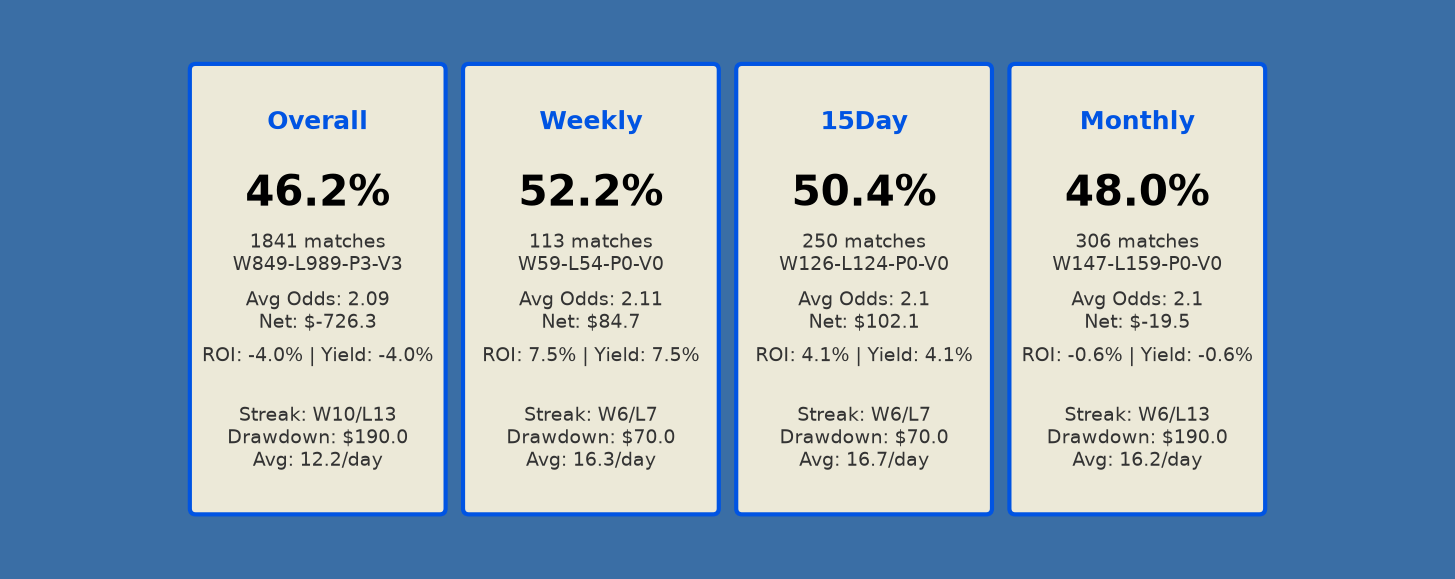 Overall
46.2%
1841 matches
W849-L989-P3-V3
Avg Odds: 2.09
Net: $-726.3
ROI: -4.0% | Yield: -4.0%
Streak: W10/L13
Drawdown: $190.0
Avg: 12.2/day
Weekly
52.2%
113 matches
W59-L54-P0-V0
Avg Odds: 2.11
Net: $84.7
ROI: 7.5% | Yield: 7.5%
Streak: W6/L7
Drawdown: $70.0
Avg: 16.3/day
15Day
50.4%
250 matches
W126-L124-P0-V0
Avg Odds: 2.1
Net: $102.1
ROI: 4.1% | Yield: 4.1%
Streak: W6/L7
Drawdown: $70.0
Avg: 16.7/day
Monthly
48.0%
306 matches
W147-L159-P0-V0
Avg Odds: 2.1
Net: $-19.5
ROI: -0.6% | Yield: -0.6%
Streak: W6/L13
Drawdown: $190.0
Avg: 16.2/day